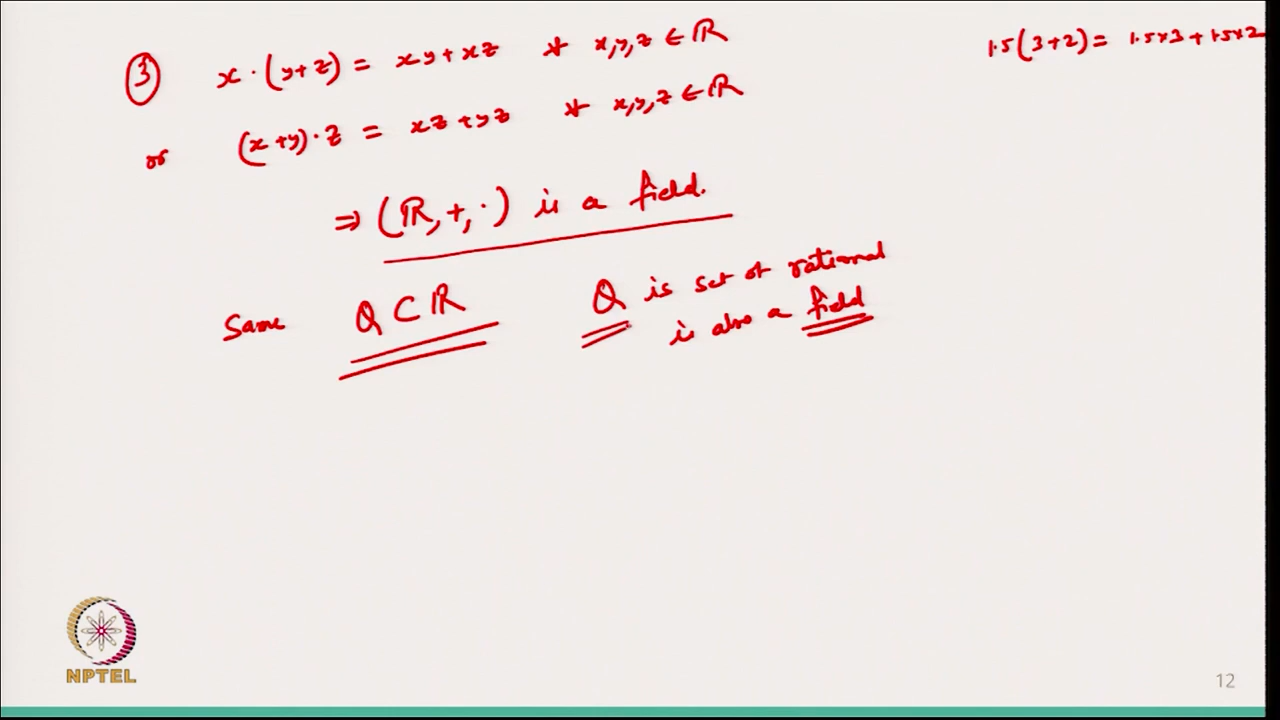 ③ x·(y+z) = xy+xz ∀ x,y,z ∈ ℝ
1.5(3+2) = 1.5×3+1.5×2
or (x+y)·z = xz+yz ∀ x,y,z ∈ ℝ
⇒ (ℝ,+,·) is a field.
Same Q ⊂ ℝ Q is set of rational
is also a field
NPTEL
12